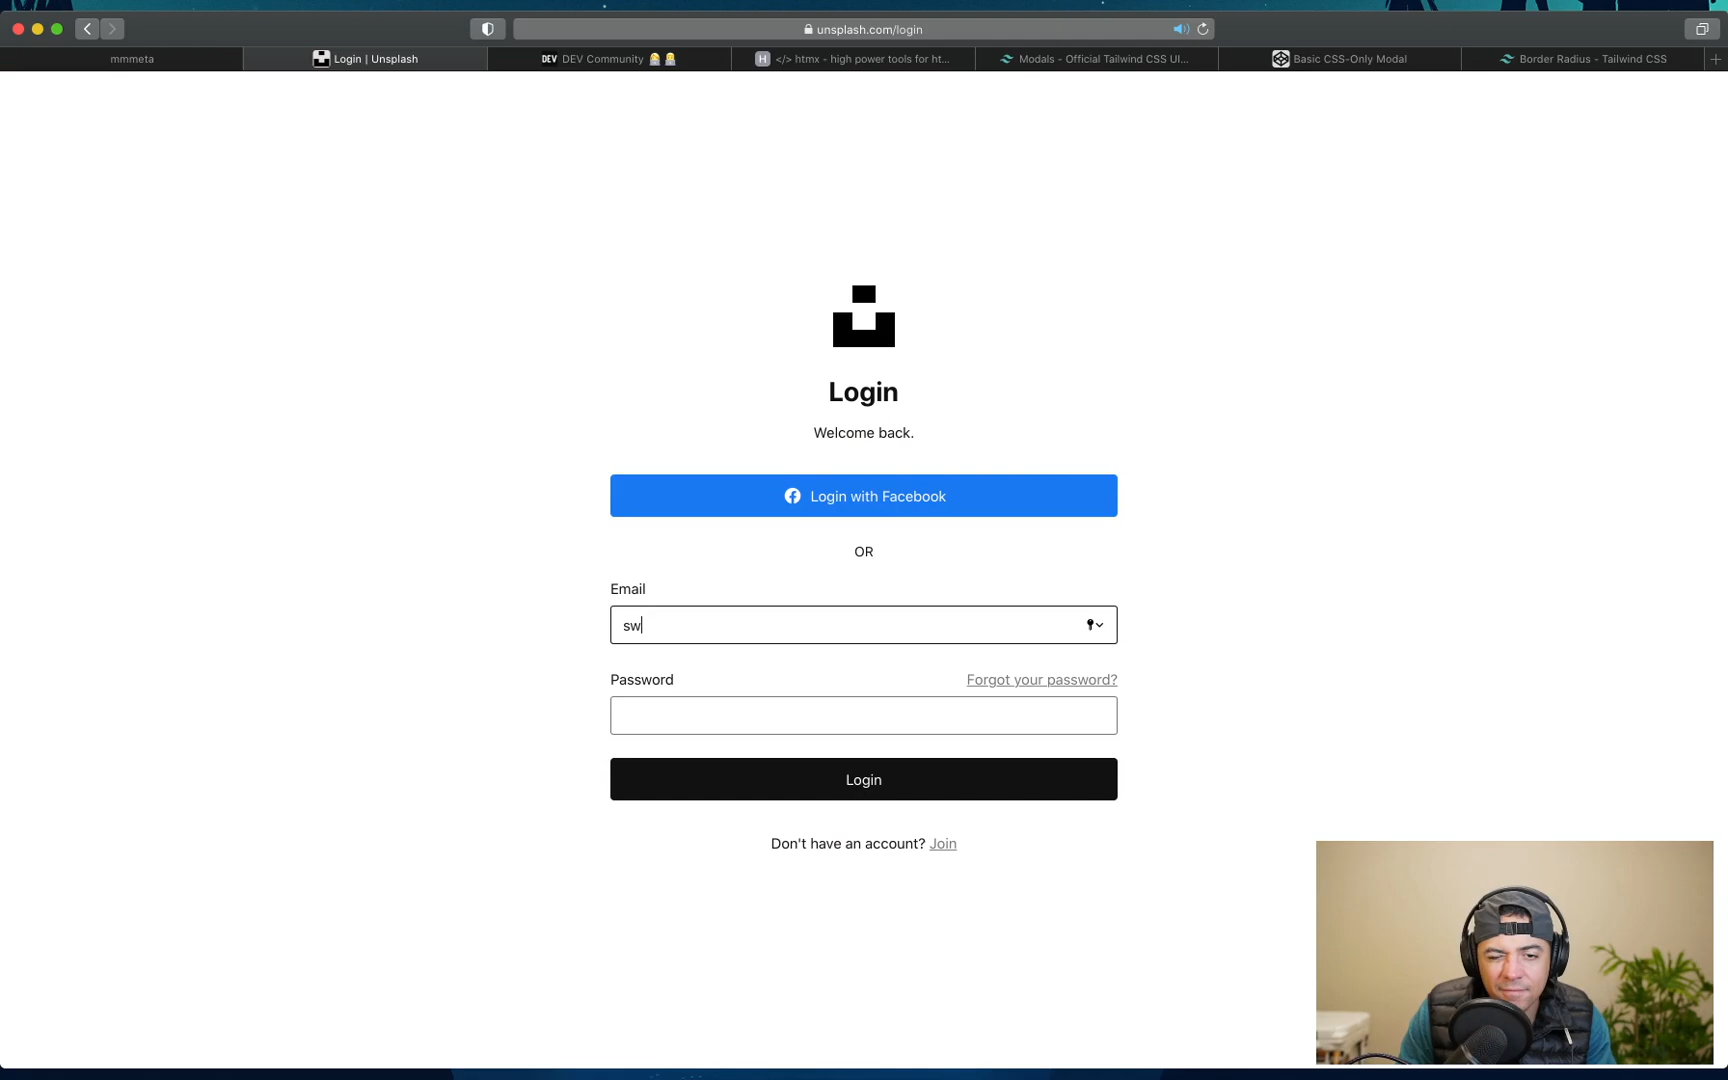 unsplash.com/login
mmmeta
Login | Unsplash
DEV DEV Community 👩‍💻👨‍💻
H </> htmx - high power tools for ht...
Modals - Official Tailwind CSS UI...
Basic CSS-Only Modal
Border Radius - Tailwind CSS
Login
Welcome back.
Login with Facebook
OR
Email
sw
Password
Forgot your password?
Login
Don't have an account? Join